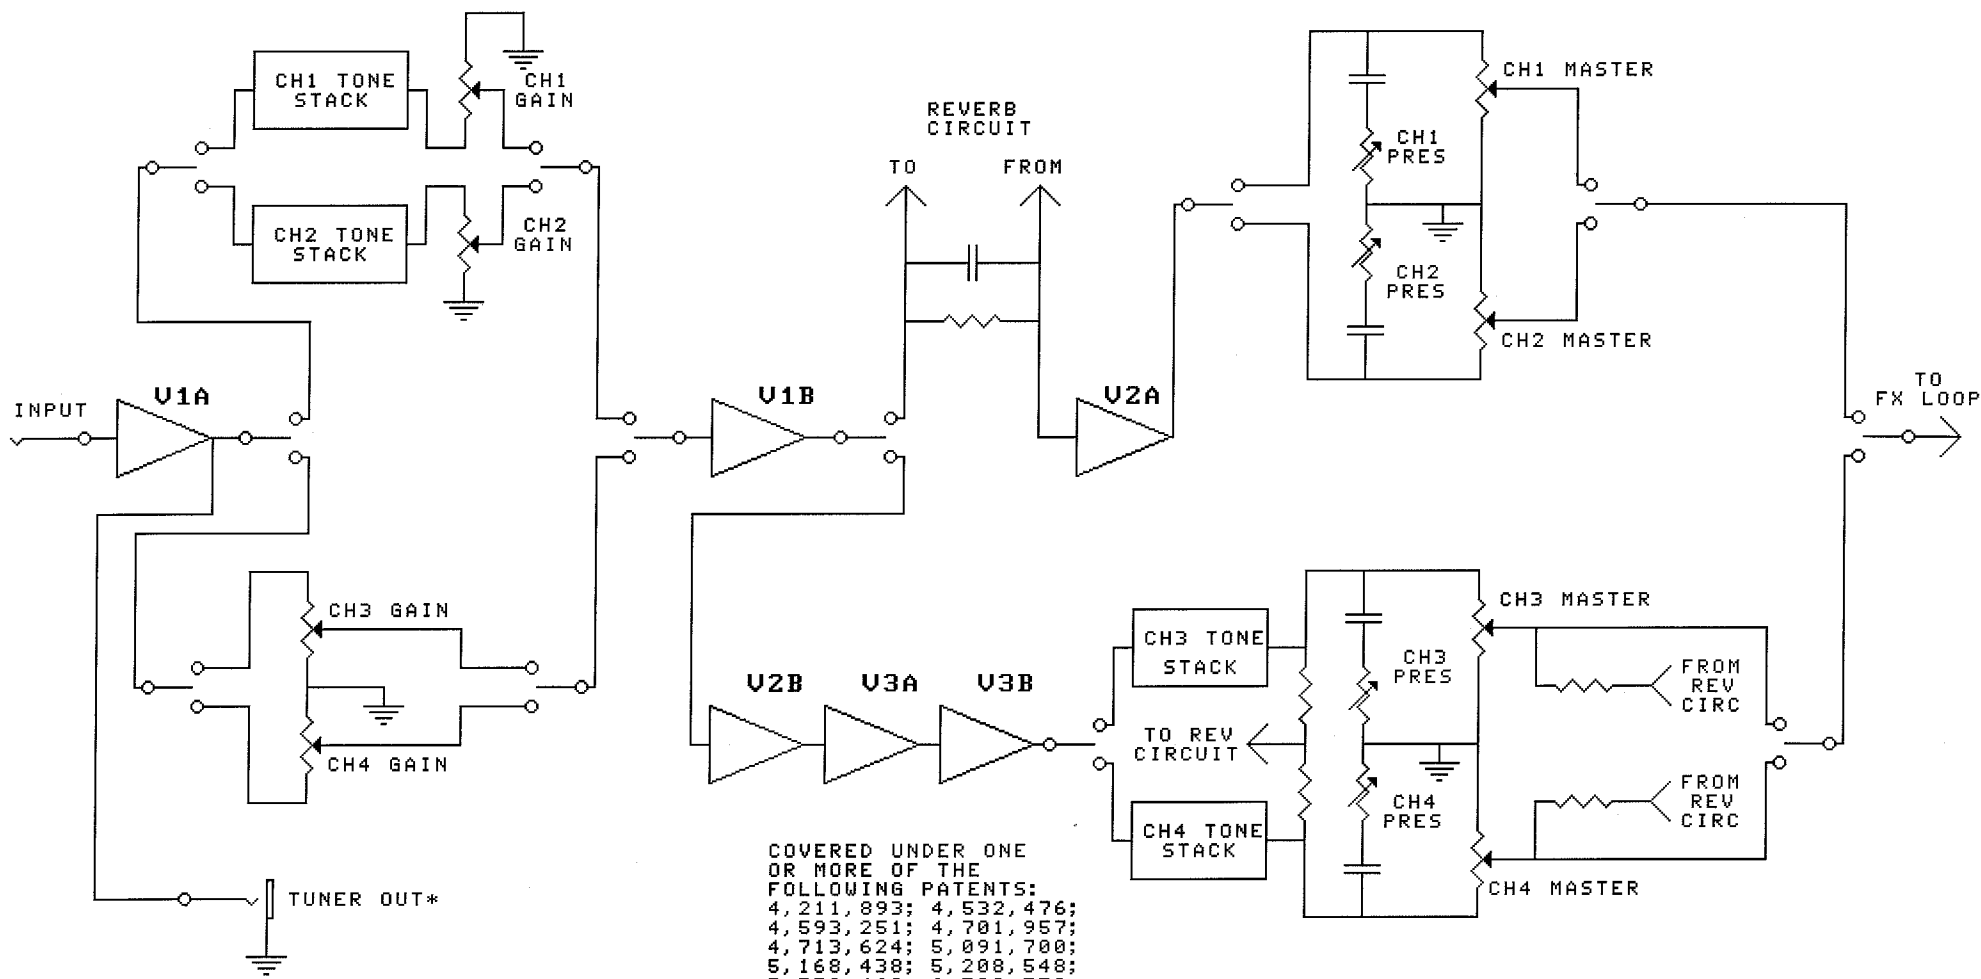 CH1 TONE
STACK
CH1
GAIN
CH2 TONE
STACK
CH2
GAIN
REVERB
CIRCUIT
TO
FROM
CH1 MASTER
CH1
PRES
CH2
PRES
CH2 MASTER
INPUT
V1A
V1B
V2A
TO
FX LOOP
CH3 GAIN
CH4 GAIN
V2B
V3A
V3B
CH3 TONE
STACK
TO REV
CIRCUIT
CH4 TONE
STACK
CH3 MASTER
CH3
PRES
CH4
PRES
CH4 MASTER
FROM
REV
CIRC
FROM
REV
CIRC
TUNER OUT*
COVERED UNDER ONE
OR MORE OF THE
FOLLOWING PATENTS:
4,211,893; 4,532,476;
4,593,251; 4,701,957;
4,713,624; 5,091,700;
5,168,438; 5,208,548;